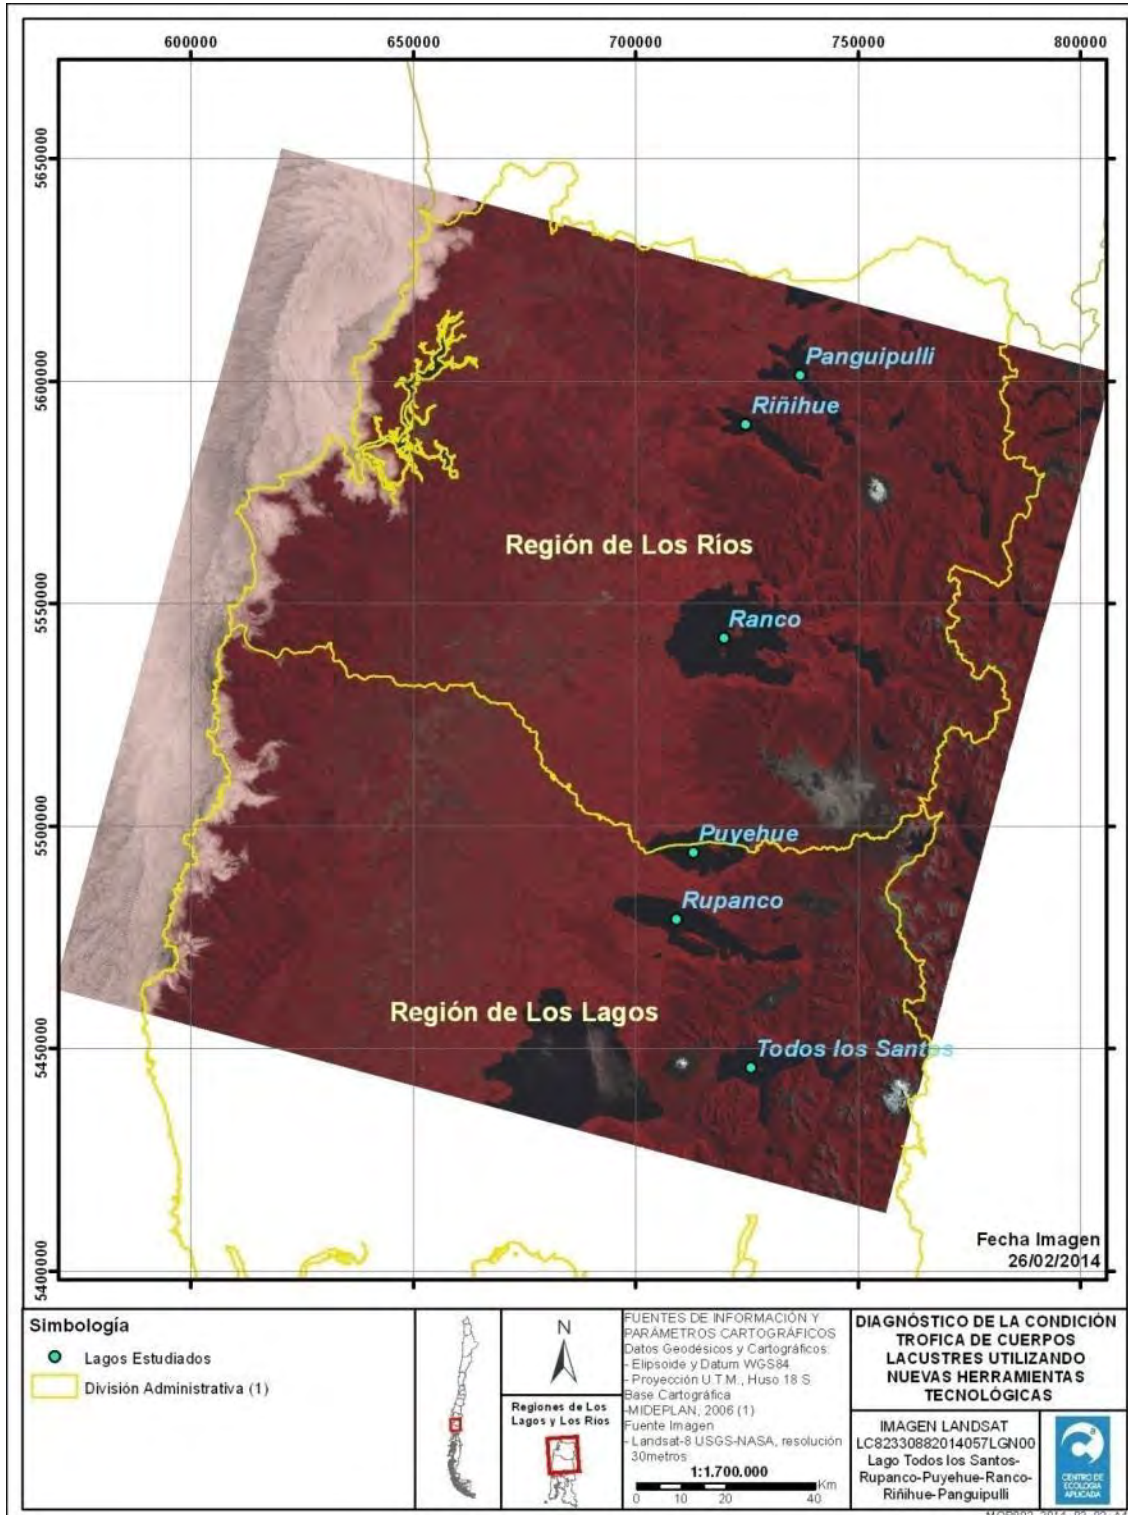 600000 650000 700000 750000 800000
5650000
5600000
5550000
5500000
5450000
5400000
Panguipulli
Riñihue
Región de Los Ríos
Ranco
Puyehue
Rupanco
Región de Los Lagos
Todos los Santos
Fecha Imagen
26/02/2014
Simbología
Lagos Estudiados
División Administrativa (1)
N
Regiones de Los
Lagos y Los Ríos
FUENTES DE INFORMACIÓN Y
PARÁMETROS CARTOGRÁFICOS
Datos Geodésicos y Cartográficos:
- Elipsoide y Datum WGS84
- Proyección U.T.M., Huso 18 S
Base Cartográfica
-MIDEPLAN, 2006 (1)
Fuente Imagen
- Landsat-8 USGS-NASA, resolución
30metros
1:1.700.000
Km
0 10 20 40
DIAGNÓSTICO DE LA CONDICIÓN
TROFICA DE CUERPOS
LACUSTRES UTILIZANDO
NUEVAS HERRAMIENTAS
TECNOLÓGICAS
IMAGEN LANDSAT
LC82330882014057LGN00
Lago Todos los Santos-
Rupanco-Puyehue-Ranco-
Riñihue-Panguipulli
CENTRO DE
ECOLOGIA
APLICADA